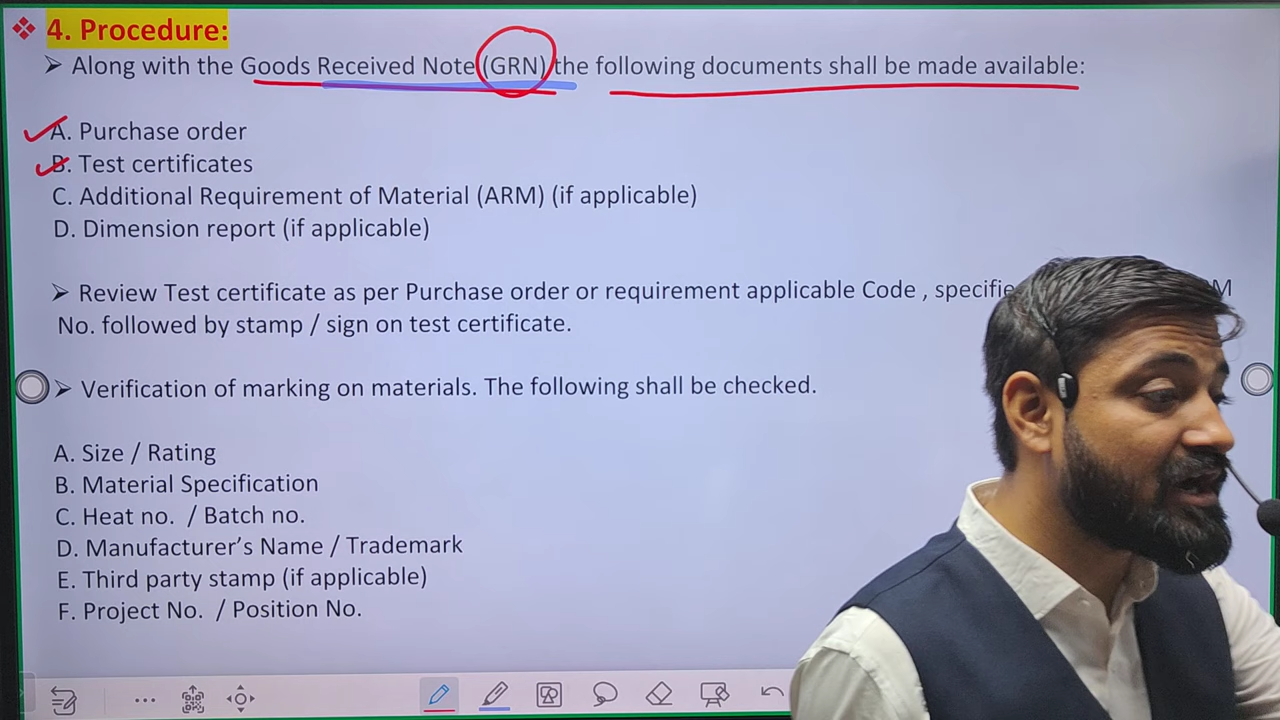 ❖ 4. Procedure:
➢ Along with the Goods Received Note (GRN) the following documents shall be made available:
A. Purchase order
B. Test certificates
C. Additional Requirement of Material (ARM) (if applicable)
D. Dimension report (if applicable)
➢ Review Test certificate as per Purchase order or requirement applicable Code , specifie M
No. followed by stamp / sign on test certificate.
➢ Verification of marking on materials. The following shall be checked.
A. Size / Rating
B. Material Specification
C. Heat no. / Batch no.
D. Manufacturer’s Name / Trademark
E. Third party stamp (if applicable)
F. Project No. / Position No.